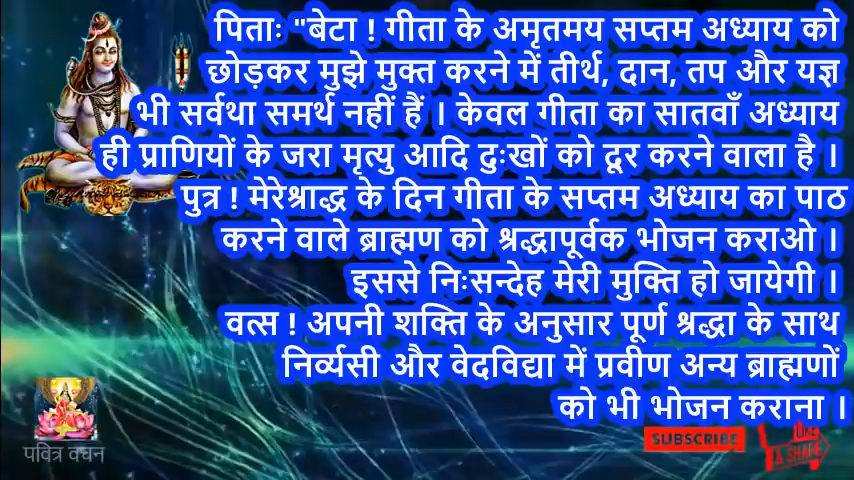 पिताः "बेटा ! गीता के अमृतमय सप्तम अध्याय को
छोड़कर मुझे मुक्त करने में तीर्थ, दान, तप और यज्ञ
भी सर्वथा समर्थ नहीं हैं । केवल गीता का सातवाँ अध्याय
ही प्राणियों के जरा मृत्यु आदि दुःखों को दूर करने वाला है ।
पुत्र ! मेरेश्राद्ध के दिन गीता के सप्तम अध्याय का पाठ
करने वाले ब्राह्मण को श्रद्धापूर्वक भोजन कराओ ।
इससे निःसन्देह मेरी मुक्ति हो जायेगी ।
वत्स ! अपनी शक्ति के अनुसार पूर्ण श्रद्धा के साथ
निर्व्यसी और वेदविद्या में प्रवीण अन्य ब्राह्मणों
को भी भोजन कराना ।
पवित्र वचन
SUBSCRIBE
LIKE
& SHARE